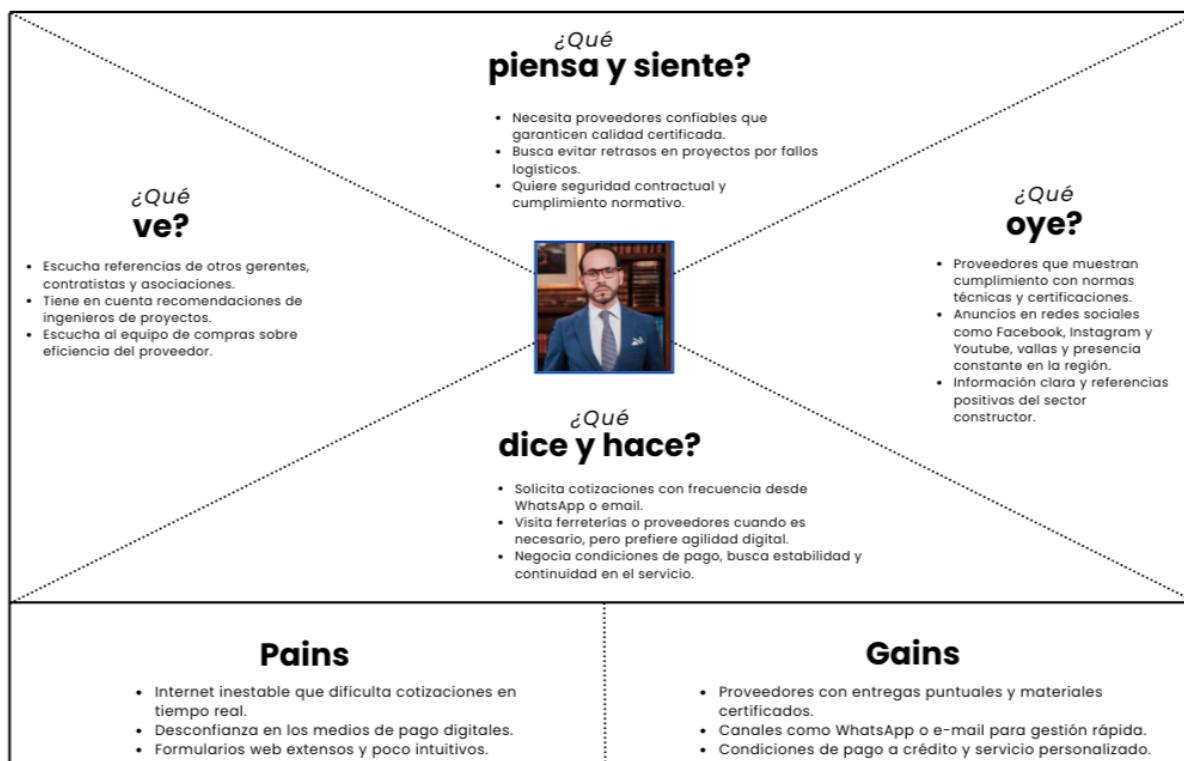 ¿Qué
piensa y siente?
• Necesita proveedores confiables que
garanticen calidad certificada.
• Busca evitar retrasos en proyectos por fallos
logísticos.
• Quiere seguridad contractual y
cumplimiento normativo.
¿Qué
ve?
• Escucha referencias de otros gerentes,
contratistas y asociaciones.
• Tiene en cuenta recomendaciones de
ingenieros de proyectos.
• Escucha al equipo de compras sobre
eficiencia del proveedor.
¿Qué
oye?
• Proveedores que muestran
cumplimiento con normas
técnicas y certificaciones.
• Anuncios en redes sociales
como Facebook, Instagram y
Youtube, vallas y presencia
constante en la región.
• Información clara y referencias
positivas del sector
constructor.
¿Qué
dice y hace?
• Solicita cotizaciones con frecuencia desde
WhatsApp o email.
• Visita ferreterías o proveedores cuando es
necesario, pero prefiere agilidad digital.
• Negocia condiciones de pago, busca estabilidad y
continuidad en el servicio.
Pains
• Internet inestable que dificulta cotizaciones en
tiempo real.
• Desconfianza en los medios de pago digitales.
• Formularios web extensos y poco intuitivos.
Gains
• Proveedores con entregas puntuales y materiales
certificados.
• Canales como WhatsApp o e-mail para gestión rápida.
• Condiciones de pago a crédito y servicio personalizado.